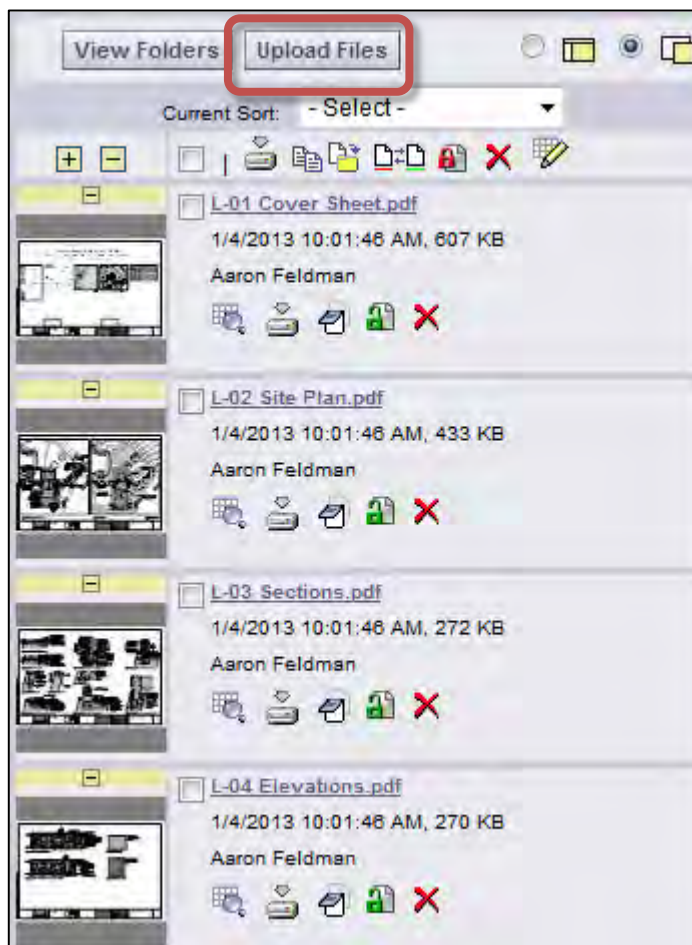 View Folders Upload Files
Current Sort: - Select -
L-01 Cover Sheet.pdf
1/4/2013 10:01:46 AM, 607 KB
Aaron Feldman
L-02 Site Plan.pdf
1/4/2013 10:01:46 AM, 433 KB
Aaron Feldman
L-03 Sections.pdf
1/4/2013 10:01:46 AM, 272 KB
Aaron Feldman
L-04 Elevations.pdf
1/4/2013 10:01:46 AM, 270 KB
Aaron Feldman